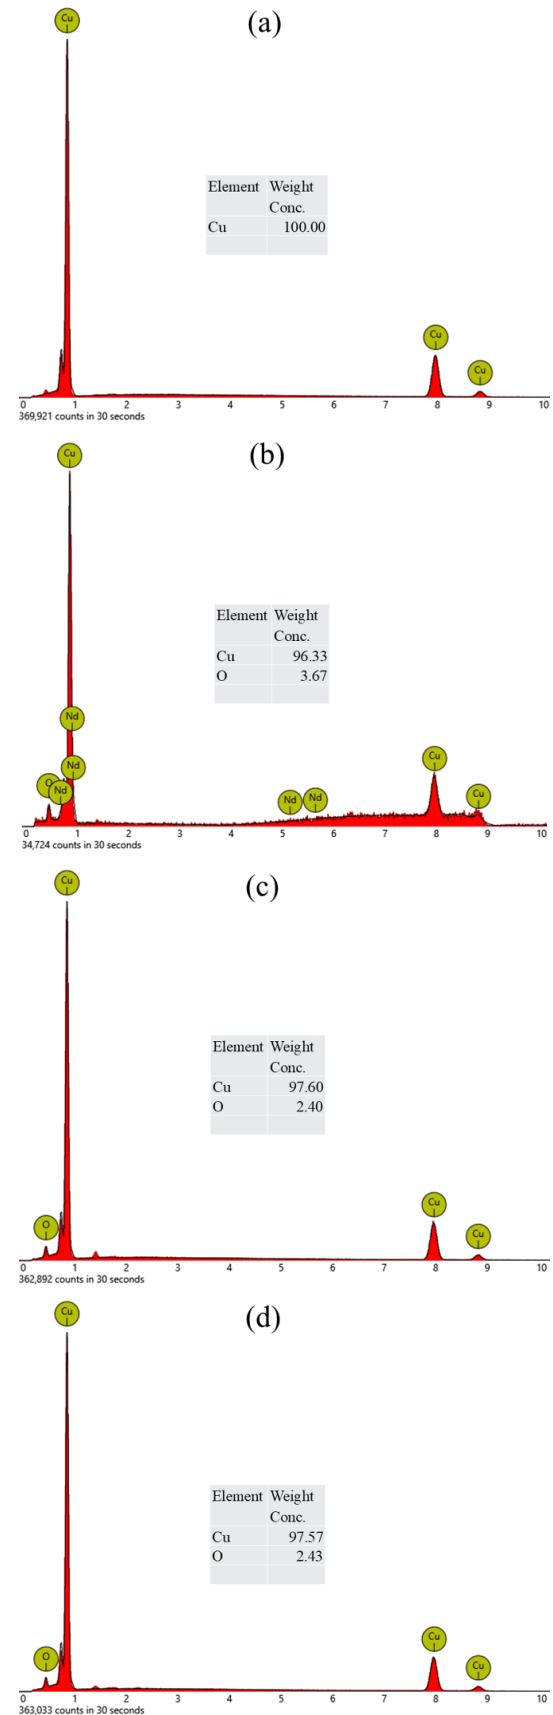 (a)
Cu
Element Weight
Conc.
Cu 100.00
Cu
Cu
0 1 2 3 4 5 6 7 8 9 10
369,921 counts in 30 seconds
(b)
Cu
Element Weight
Conc.
Cu 96.33
O 3.67
Nd
Nd
O Nd
Nd Nd
Cu
Cu
0 1 2 3 4 5 6 7 8 9 10
34,724 counts in 30 seconds
(c)
Cu
Element Weight
Conc.
Cu 97.60
O 2.40
O
Cu
Cu
0 1 2 3 4 5 6 7 8 9 10
362,892 counts in 30 seconds
(d)
Cu
Element Weight
Conc.
Cu 97.57
O 2.43
O
Cu
Cu
0 1 2 3 4 5 6 7 8 9 10
363,033 counts in 30 seconds